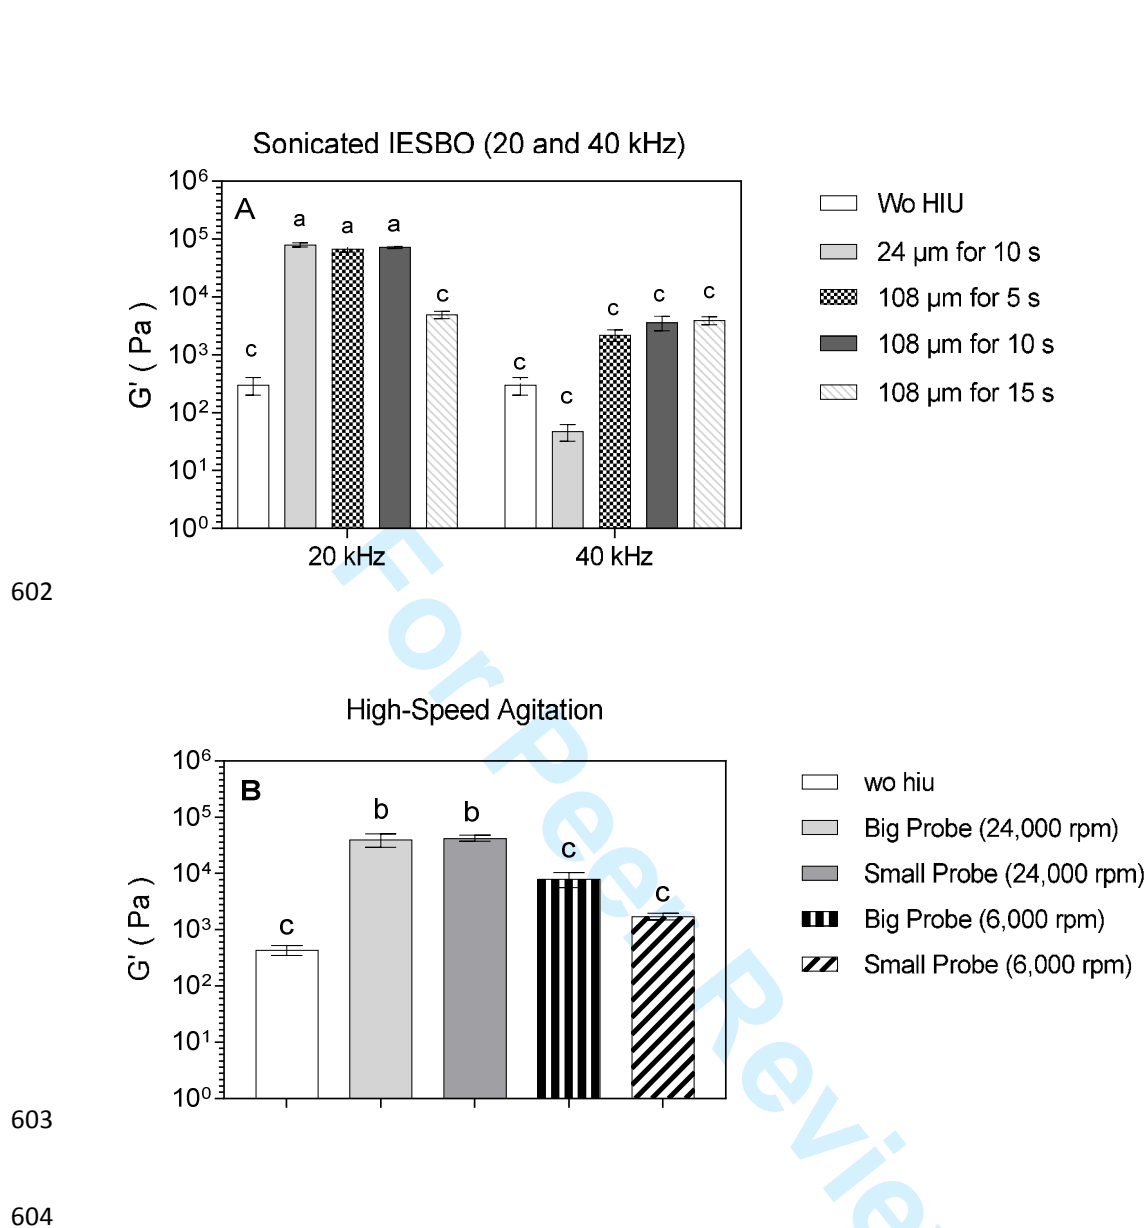 Sonicated IESBO (20 and 40 kHz)
A
G' ( Pa )
10⁶
10⁵
10⁴
10³
10²
10¹
10⁰
c
a
a
a
c
c
c
c
c
c
20 kHz
40 kHz
Wo HIU
24 µm for 10 s
108 µm for 5 s
108 µm for 10 s
108 µm for 15 s
602
High-Speed Agitation
B
G' ( Pa )
10⁶
10⁵
10⁴
10³
10²
10¹
10⁰
c
b
b
c
c
wo hiu
Big Probe (24,000 rpm)
Small Probe (24,000 rpm)
Big Probe (6,000 rpm)
Small Probe (6,000 rpm)
603
604
For Peer Review